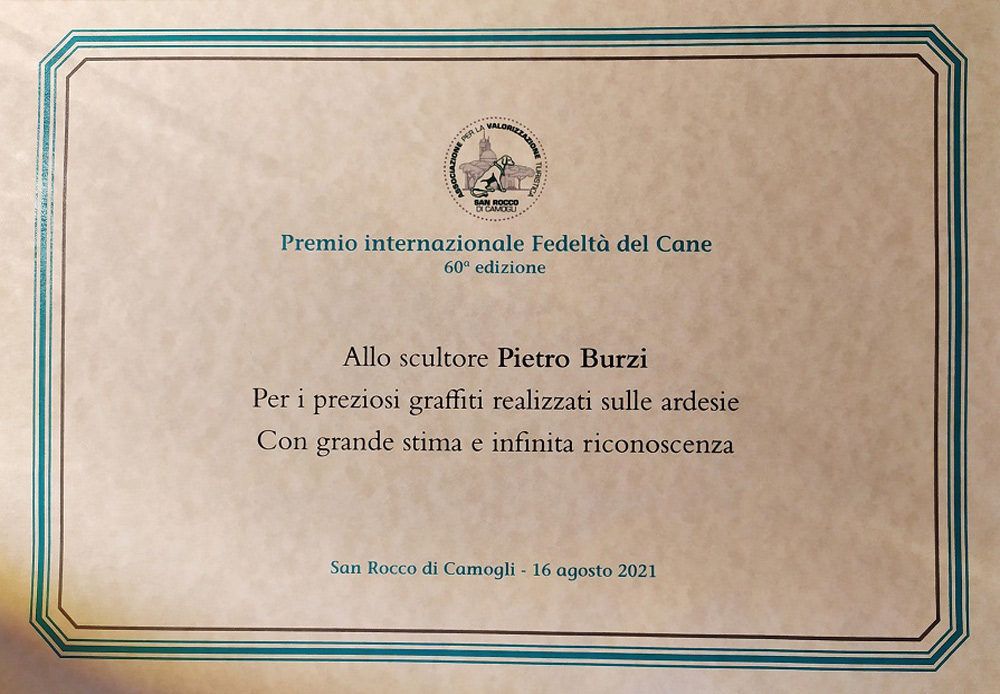 ASSOCIAZIONE PER LA VALORIZZAZIONE TURISTICA
SAN ROCCO
DI CAMOGLI
Premio internazionale Fedeltà del Cane
60ª edizione
Allo scultore Pietro Burzi
Per i preziosi graffiti realizzati sulle ardesie
Con grande stima e infinita riconoscenza
San Rocco di Camogli - 16 agosto 2021